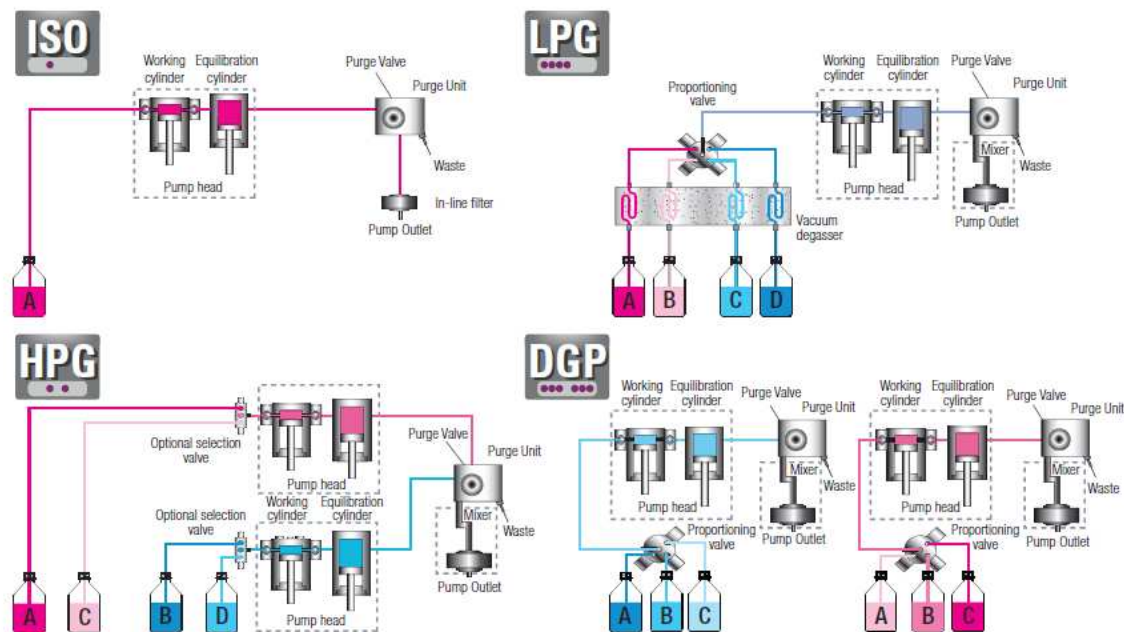 ISO
Working
cylinder
Equilibration
cylinder
Purge Valve
Purge Unit
Waste
Pump head
In-line filter
Pump Outlet
A
LPG
Proportioning
valve
Working
cylinder
Equilibration
cylinder
Purge Valve
Purge Unit
Mixer
Waste
Pump head
Pump Outlet
Vacuum
degasser
A
B
C
D
HPG
Working
cylinder
Equilibration
cylinder
Optional selection
valve
Purge Valve
Purge Unit
Pump head
Optional selection
valve
Working
cylinder
Equilibration
cylinder
Mixer
Waste
Pump Outlet
Pump head
A
C
B
D
DGP
Working
cylinder
Equilibration
cylinder
Purge Valve
Purge Unit
Mixer
Waste
Pump head
Proportioning
valve
Pump Outlet
A
B
C
Working
cylinder
Equilibration
cylinder
Purge Valve
Purge Unit
Mixer
Waste
Pump head
Proportioning
valve
Pump Outlet
A
B
C